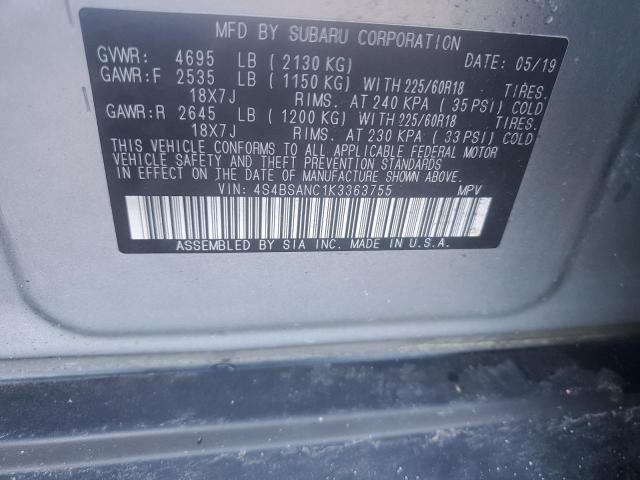 MFD BY SUBARU CORPORATION
GVWR: 4695 LB (2130 KG) DATE: 05/19
GAWR:F 2535 LB (1150 KG) WITH 225/60R18 TIRES.
18X7J RIMS. AT 240 KPA (35 PSI) COLD
GAWR:R 2645 LB (1200 KG) WITH 225/60R18 TIRES.
18X7J RIMS. AT 230 KPA (33 PSI) COLD
THIS VEHICLE CONFORMS TO ALL APPLICABLE FEDERAL MOTOR
VEHICLE SAFETY AND THEFT PREVENTION STANDARDS
IN EFFECT ON THE DATE OF MANUFACTURE SHOWN ABOVE.
VIN: 4S4BSANC1K3363755 MPV
ASSEMBLED BY SIA INC. MADE IN U.S.A.